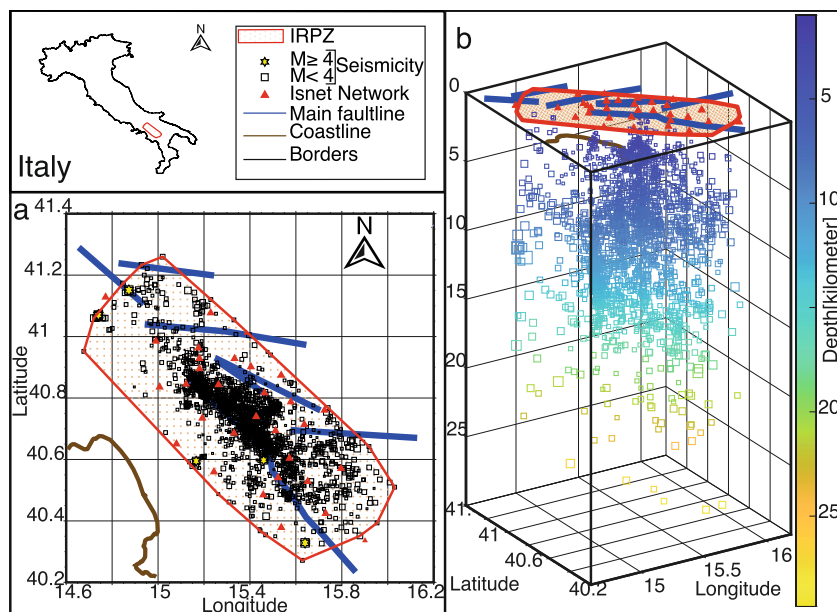 N
Italy
IRPZ
M≥ 4
M< 4
Seismicity
Isnet Network
Main faultline
Coastline
Borders
a
N
41.4
41.2
41
40.8
40.6
40.4
40.2
Latitude
14.6
15
15.4
15.8
16.2
Longitude
b
0
5
10
15
20
25
41.
41
40.6
40.2
Latitude
15
15.5
16
Longitude
5
10
15
20
25
Depth[kilometer]